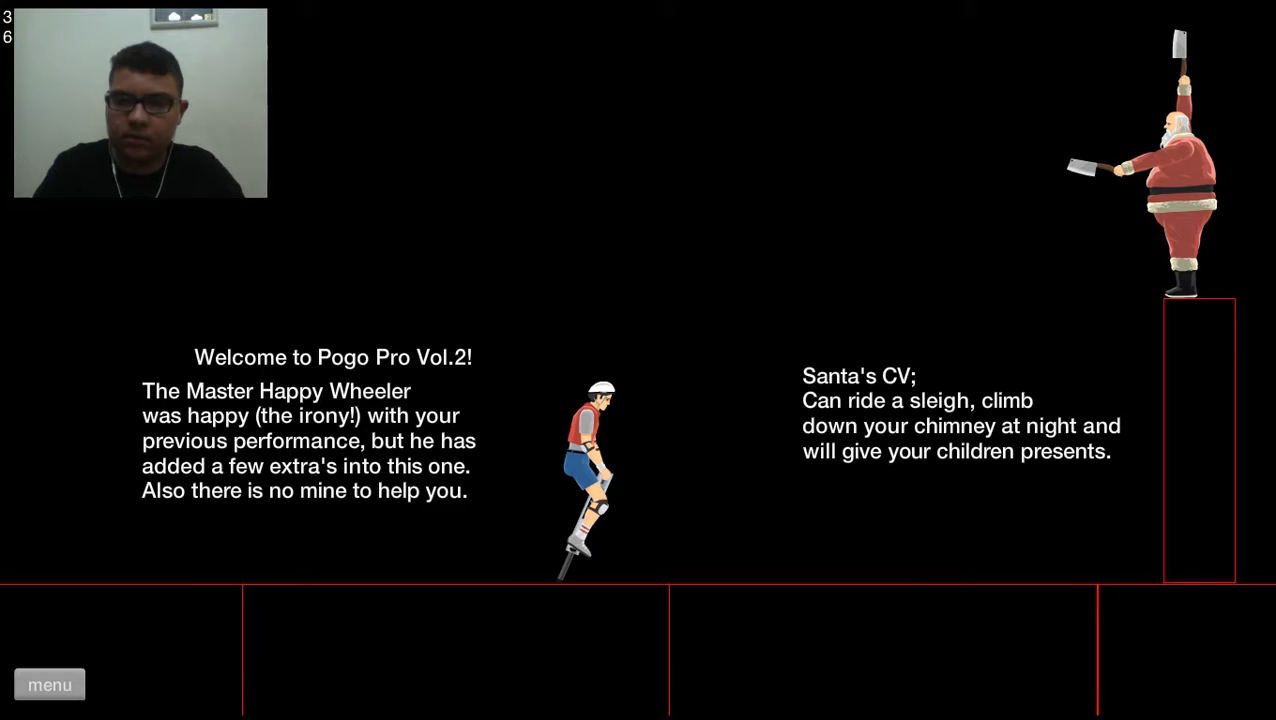 3
6
Welcome to Pogo Pro Vol.2!
The Master Happy Wheeler
was happy (the irony!) with your
previous performance, but he has
added a few extra's into this one.
Also there is no mine to help you.
Santa's CV;
Can ride a sleigh, climb
down your chimney at night and
will give your children presents.
menu